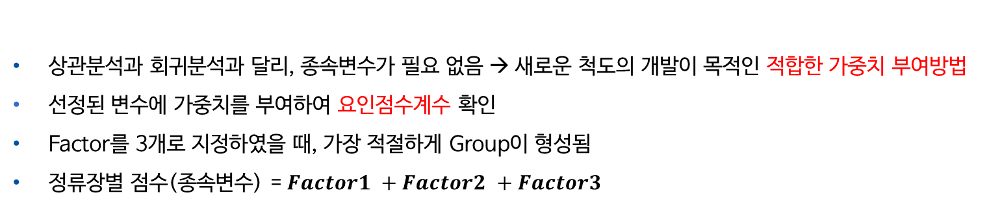 • 상관분석과 회귀분석과 달리, 종속변수가 필요 없음 → 새로운 척도의 개발이 목적인 적합한 가중치 부여방법
• 선정된 변수에 가중치를 부여하여 요인점수계수 확인
• Factor를 3개로 지정하였을 때, 가장 적절하게 Group이 형성됨
• 정류장별 점수(종속변수) = Factor1 + Factor2 + Factor3